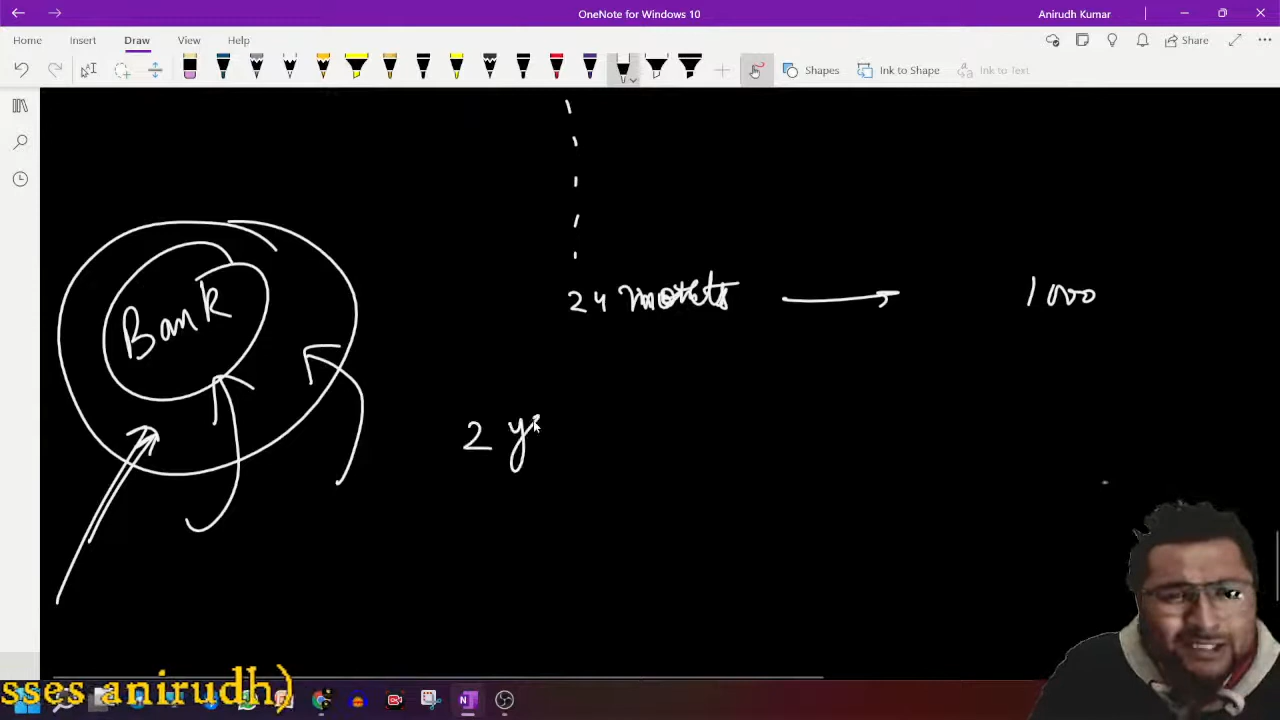 OneNote for Windows 10
Anirudh Kumar
Home Insert Draw View Help
Share
Shapes Ink to Shape Ink to Text
Bank
24 months 1000
2 y
sses anirudh)